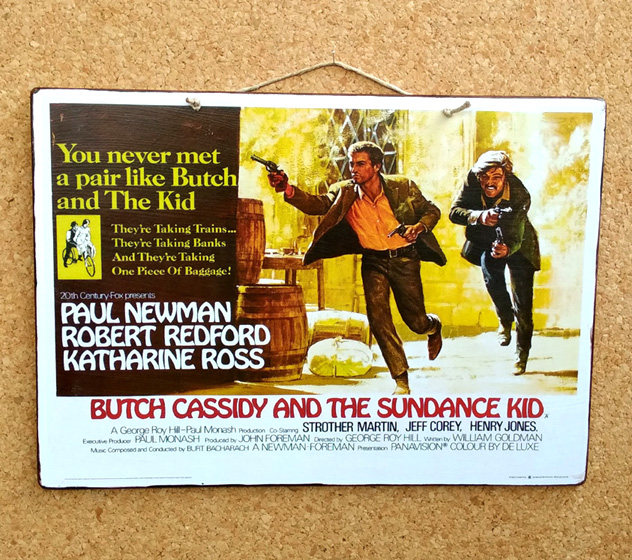 You never met
a pair like Butch
and The Kid
They're Taking Trains...
They're Taking Banks
And They're Taking
One Piece Of Baggage!
20th Century-Fox presents
PAUL NEWMAN
ROBERT REDFORD
KATHARINE ROSS
BUTCH CASSIDY AND THE SUNDANCE KID
A George Roy Hill-Paul Monash Production Co-Starring STROTHER MARTIN, JEFF COREY, HENRY JONES.
Executive Producer PAUL MONASH Produced by JOHN FOREMAN Directed by GEORGE ROY HILL Written by WILLIAM GOLDMAN
Music Composed and Conducted by BURT BACHARACH A NEWMAN-FOREMAN Presentation PANAVISION® COLOUR BY DE LUXE